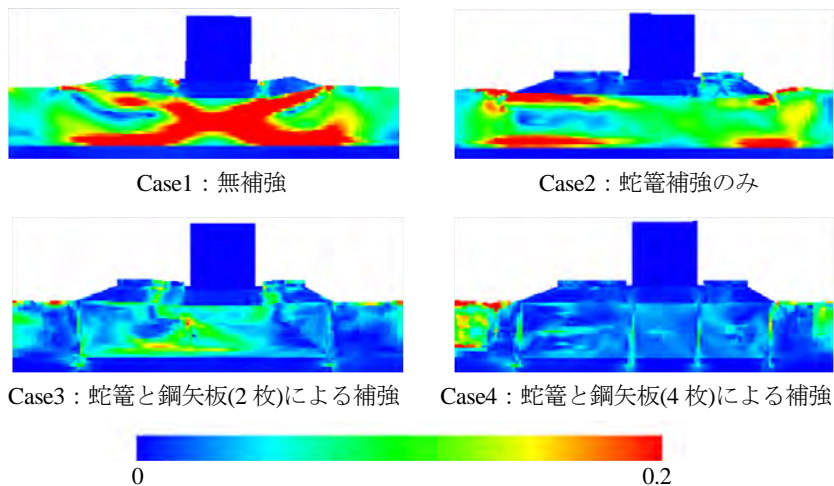 Case1：無補強
Case2：蛇篭補強のみ
Case3：蛇篭と鋼矢板(2 枚)による補強
Case4：蛇篭と鋼矢板(4 枚)による補強
0
0.2